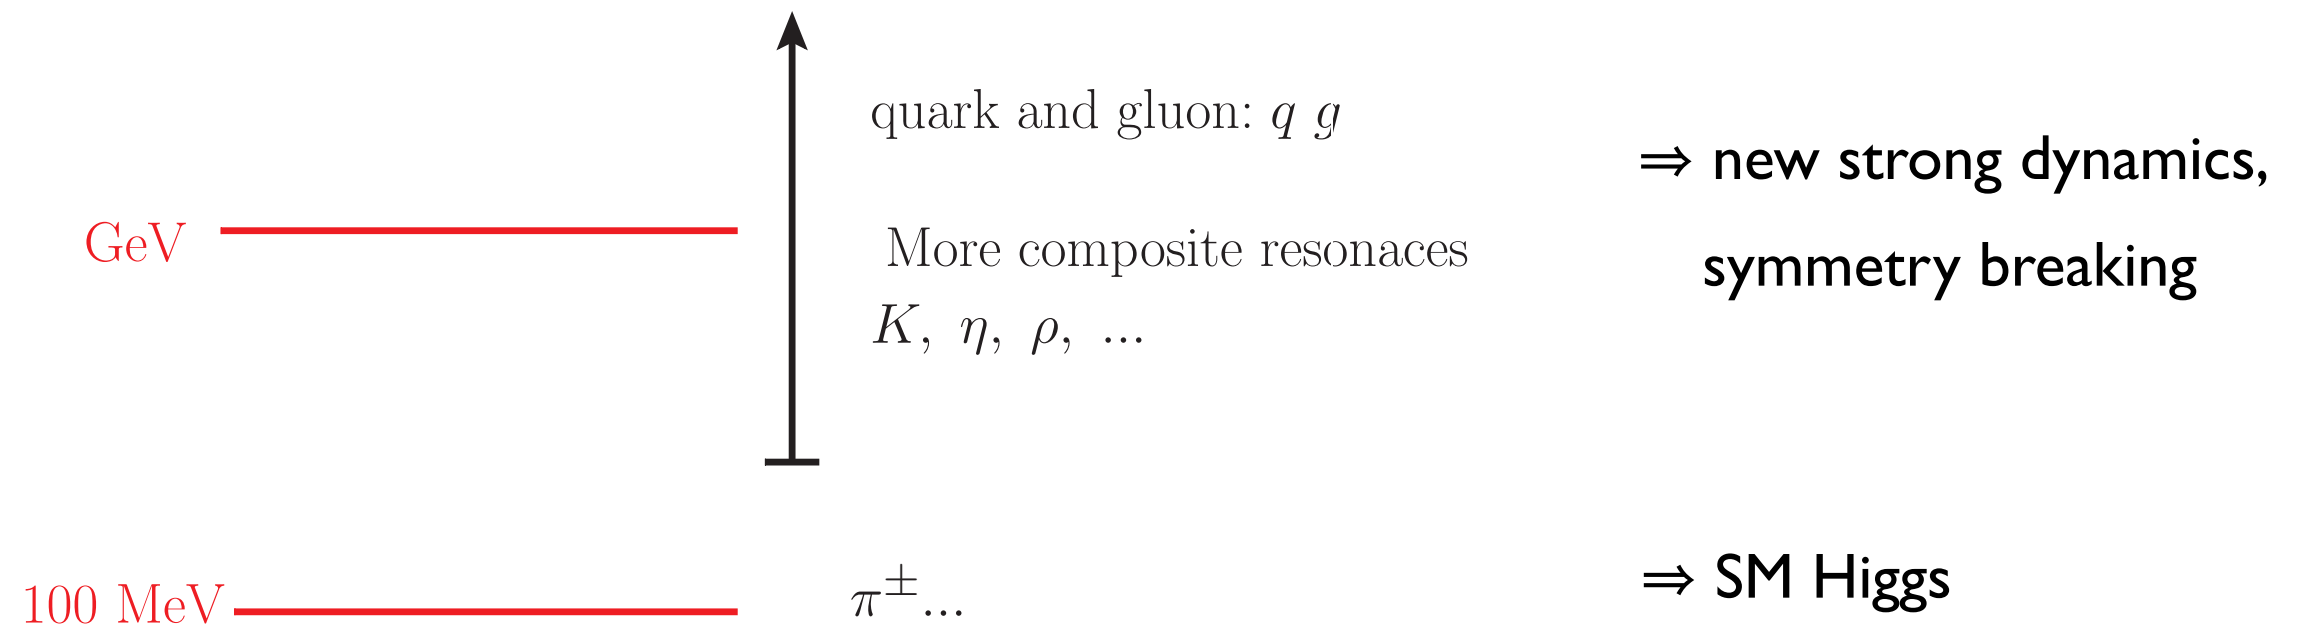 quark and gluon: q g
⇒ new strong dynamics,
GeV
More composite resonaces
symmetry breaking
K, η, ρ, ...
100 MeV
π±...
⇒ SM Higgs